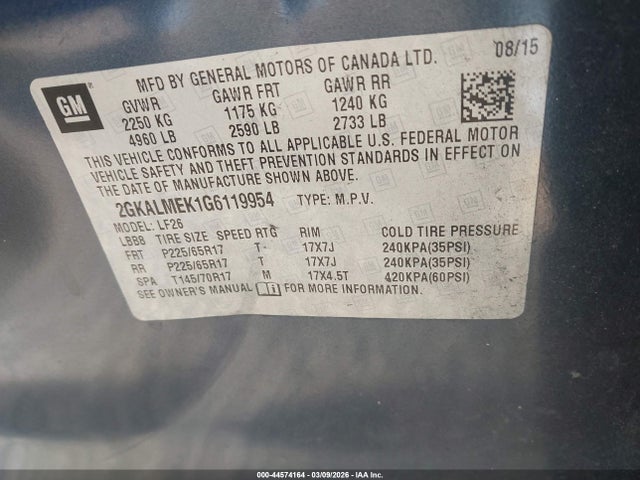 MFD BY GENERAL MOTORS OF CANADA LTD. 08/15
GM
GVWR GAWR FRT GAWR RR
2250 KG 1175 KG 1240 KG
4960 LB 2590 LB 2733 LB
THIS VEHICLE CONFORMS TO ALL APPLICABLE U.S. FEDERAL MOTOR
VEHICLE SAFETY AND THEFT PREVENTION STANDARDS IN EFFECT ON
THE DATE OF MANUFACTURE SHOWN ABOVE.
2GKALMEK1G6119954 TYPE: M.P.V.
MODEL: LF26
LBBB TIRE SIZE SPEED RTG RIM COLD TIRE PRESSURE
FRT P225/65R17 T 17X7J 240KPA(35PSI)
RR P225/65R17 T 17X7J 240KPA(35PSI)
SPA T145/70R17 M 17X4.5T 420KPA(60PSI)
SEE OWNER'S MANUAL FOR MORE INFORMATION.
000-44574164 - 03/09/2026 - IAA Inc.